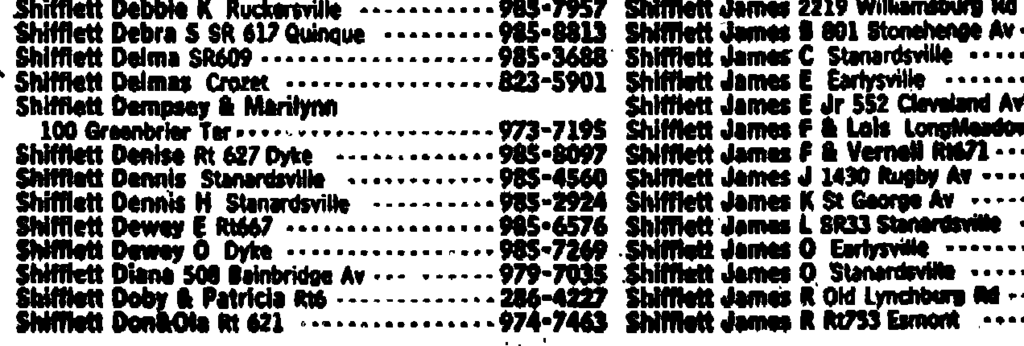 Shifflett Debbie K Ruckersville ------------ 985-7957
Shifflett Debra S SR 617 Quinque --------- 985-8813
Shifflett Delma SR609 --------------------- 985-3688
Shifflett Delmas Crozet -------------------- 823-5901
Shifflett Dempsey & Marilynn
100 Greenbrier Ter ----------------------- 973-7195
Shifflett Denise Rt 627 Dyke -------------- 985-8097
Shifflett Dennis Stanardsville ------------- 985-4560
Shifflett Dennis H Stanardsville ----------- 985-2924
Shifflett Dewey E Rt667 ------------------- 985-6576
Shifflett Dewey O Dyke ------------------- 985-7269
Shifflett Diana 508 Bainbridge Av --- ------ 979-7035
Shifflett Doby & Patricia Rt6 -------------- 286-4227
Shifflett Don&Ola Rt 621 ----------------- 974-7463
Shifflett James 2219 Williamsburg Rd
Shifflett James B 801 Stonehenge Av -
Shifflett James C Stanardsville -----
Shifflett James E Earlysville ------
Shifflett James E Jr 552 Cleveland Av
Shifflett James F & Lois LongMeadow
Shifflett James F & Vernell Rt671 ---
Shifflett James J 1430 Rugby Av ----
Shifflett James K St George Av -----
Shifflett James L SR33 Stanardsville -
Shifflett James O Earlysville -------
Shifflett James O Stanardsville -----
Shifflett James R Old Lynchburg Rd --
Shifflett James R Rt753 Esmont ----